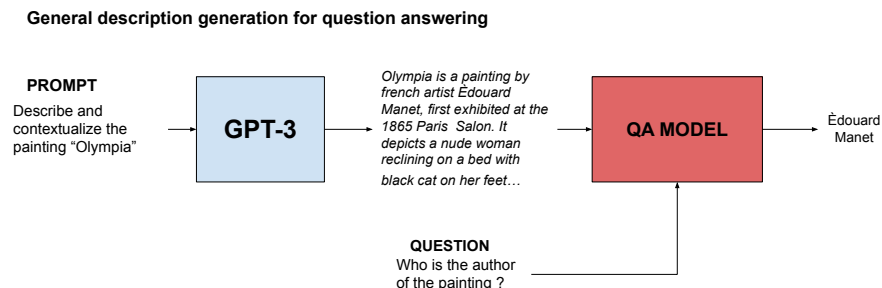 General description generation for question answering
PROMPT
Describe and
contextualize the
painting “Olympia”
GPT-3
Olympia is a painting by
french artist Èdouard
Manet, first exhibited at the
1865 Paris Salon. It
depicts a nude woman
reclining on a bed with
black cat on her feet…
QA MODEL
Èdouard
Manet
QUESTION
Who is the author
of the painting ?